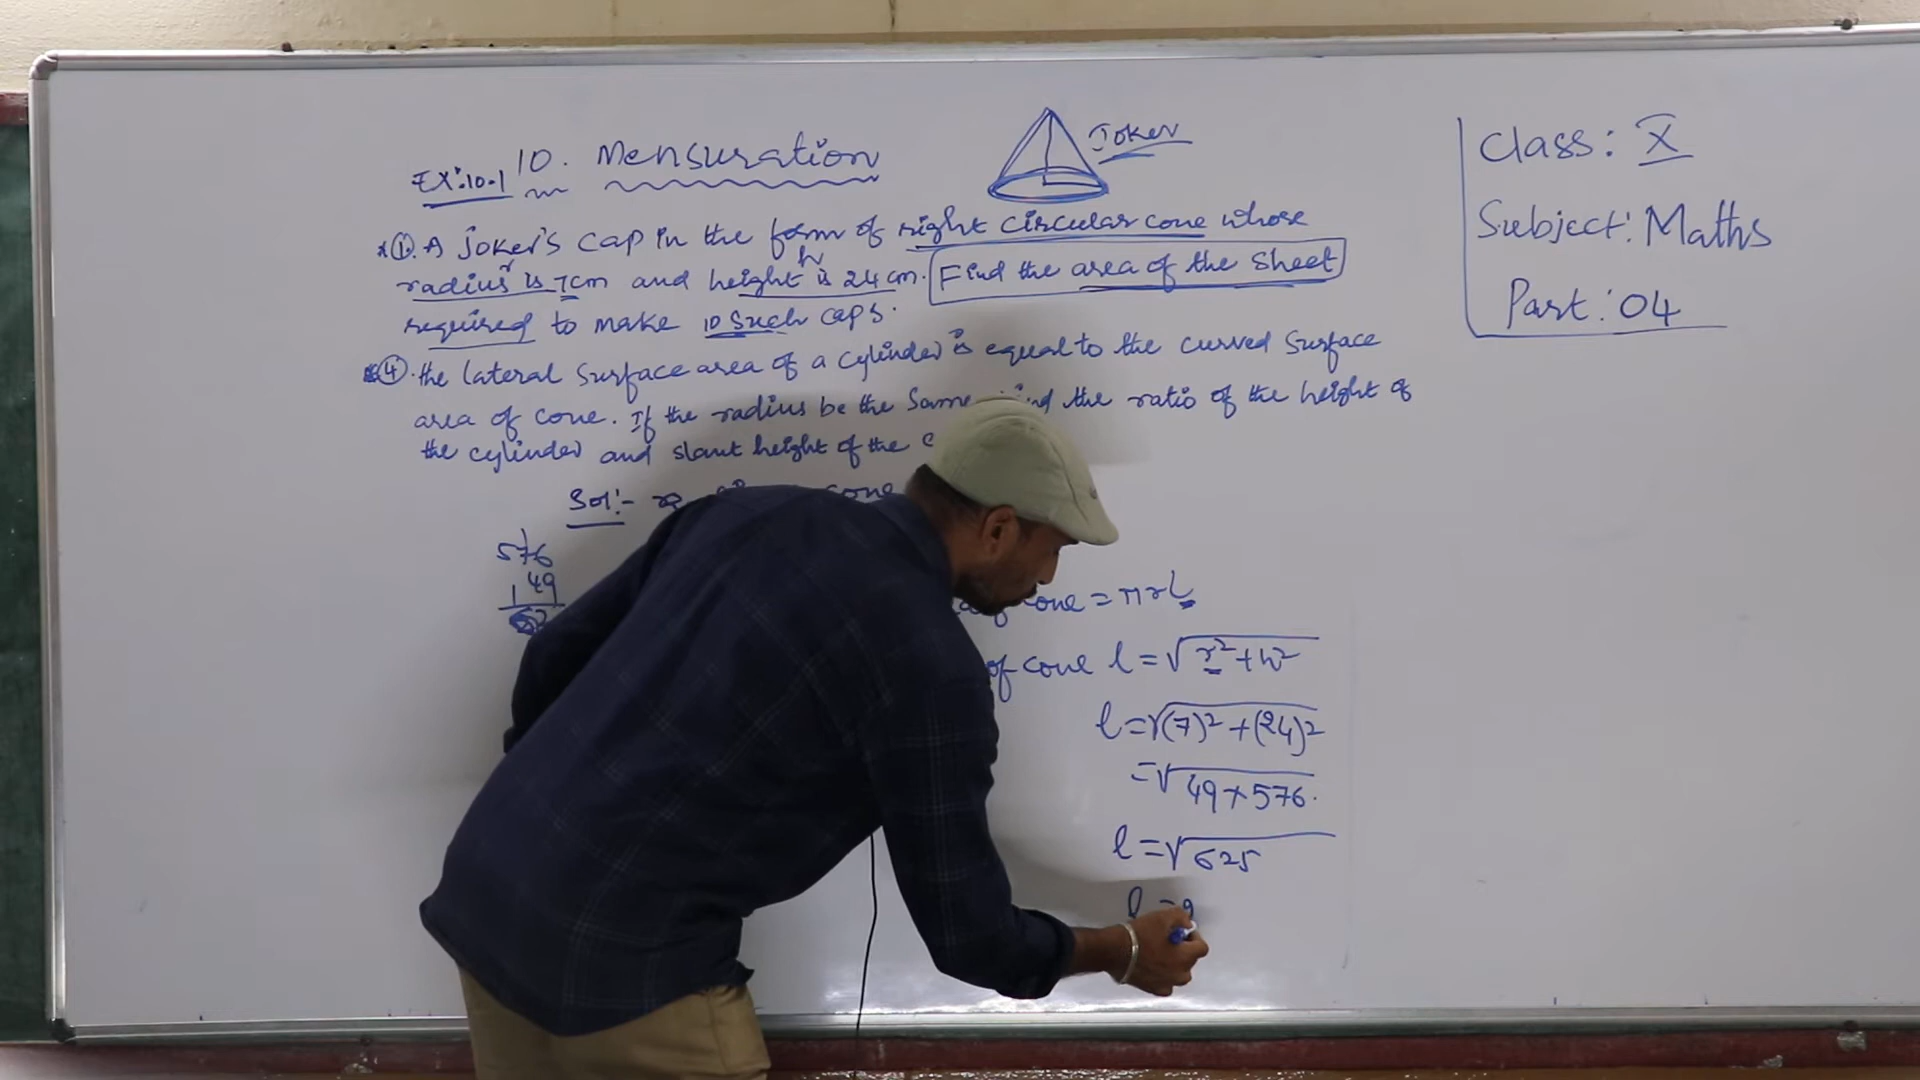 10. Mensuration
EX:10.1
Joker
*①. A Joker's cap in the form of right circular cone whose
radius r is 7cm and height h is 24 cm. Find the area of the sheet
required to make 10 such caps.
④. the lateral surface area of a cylinder is equal to the curved surface
area of cone. If the radius be the same, find the ratio of the height of
the cylinder and slant height of the
Sol:- cone
576
49
one = πrl
of cone l = √r²+h²
l = √(7)²+(24)²
= √49+576.
l = √625
l =
Class: X
Subject: Maths
Part: 04